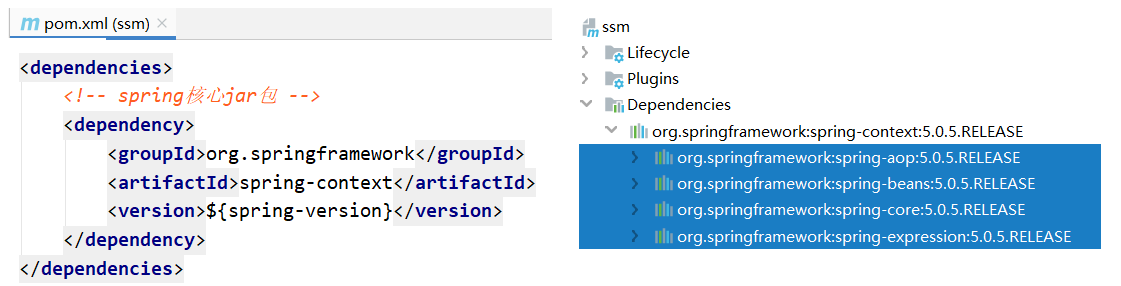 pom.xml (ssm)
<dependencies>
<!-- spring核心jar包 -->
<dependency>
<groupId>org.springframework</groupId>
<artifactId>spring-context</artifactId>
<version>${spring-version}</version>
</dependency>
</dependencies>
ssm
Lifecycle
Plugins
Dependencies
org.springframework:spring-context:5.0.5.RELEASE
org.springframework:spring-aop:5.0.5.RELEASE
org.springframework:spring-beans:5.0.5.RELEASE
org.springframework:spring-core:5.0.5.RELEASE
org.springframework:spring-expression:5.0.5.RELEASE